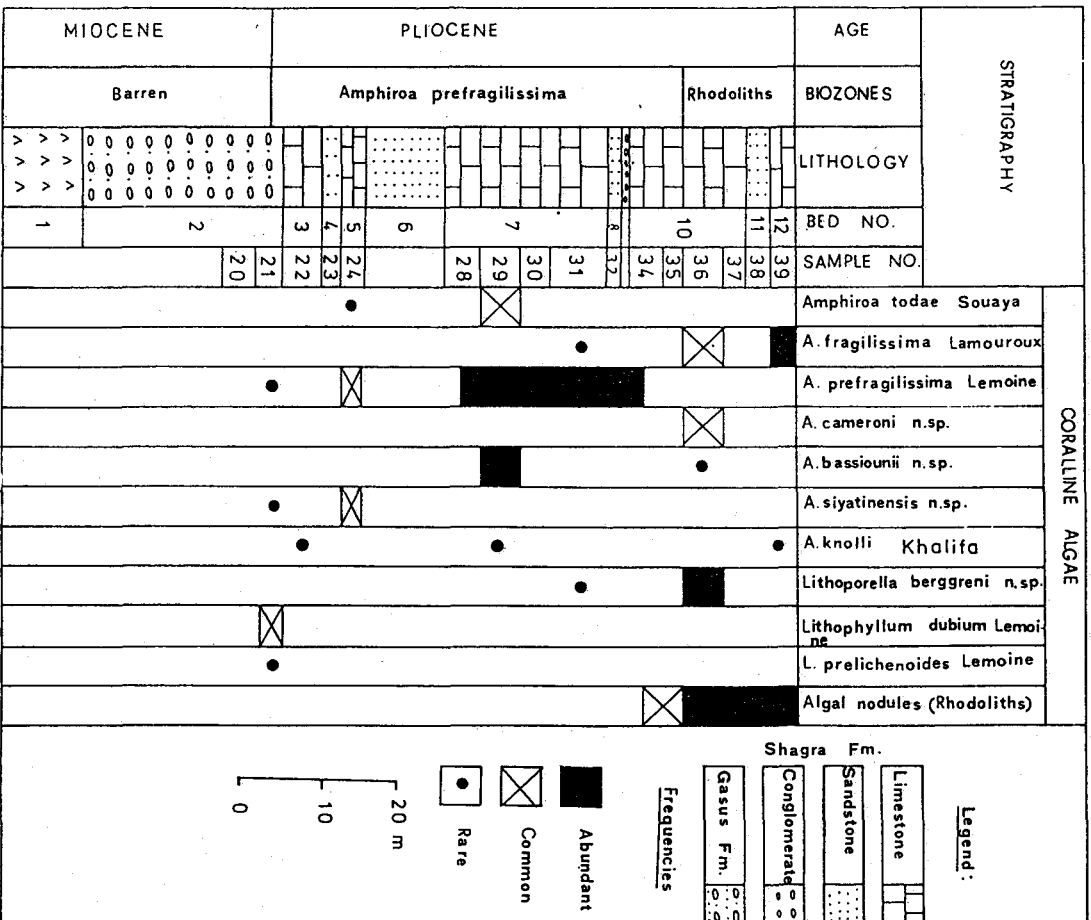 MIOCENE PLIOCENE AGE
STRATIGRAPHY
Barren Amphiroa prefragilissima Rhodoliths BIOZONES
LITHOLOGY
1 2 3 4 5 6 7 8 10 11 12 BED NO.
20 21 22 23 24 28 29 30 31 32 34 35 36 37 38 39 SAMPLE NO.
CORALLINE ALGAE
Amphiroa todae Souaya
A. fragilissima Lamouroux
A. prefragilissima Lemoine
A. cameroni n.sp.
A. bassiounii n.sp.
A. siyatinensis n.sp.
A. knolli Khalifa
Lithoporella berggreni n.sp.
Lithophyllum dubium Lemoi-
ne
L. prelichenoides Lemoine
Algal nodules (Rhodoliths)
Legend:
Shagra Fm.
Limestone
Sandstone
Conglomerate
Gasus Fm.
Frequencies
Abundant
Common
Rare
0 10 20 m